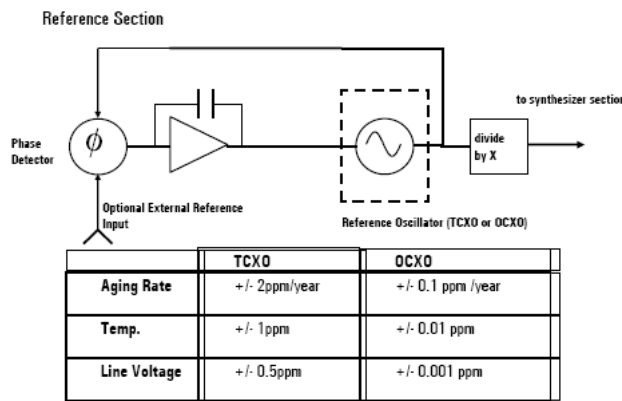 Reference Section
to synthesizer section
Phase
Detector
ϕ
divide
by X
Optional External Reference
Input
Reference Oscillator (TCXO or OCXO)
TCXO OCXO
Aging Rate +/- 2ppm/year +/- 0.1 ppm /year
Temp. +/- 1ppm +/- 0.01 ppm
Line Voltage +/- 0.5ppm +/- 0.001 ppm